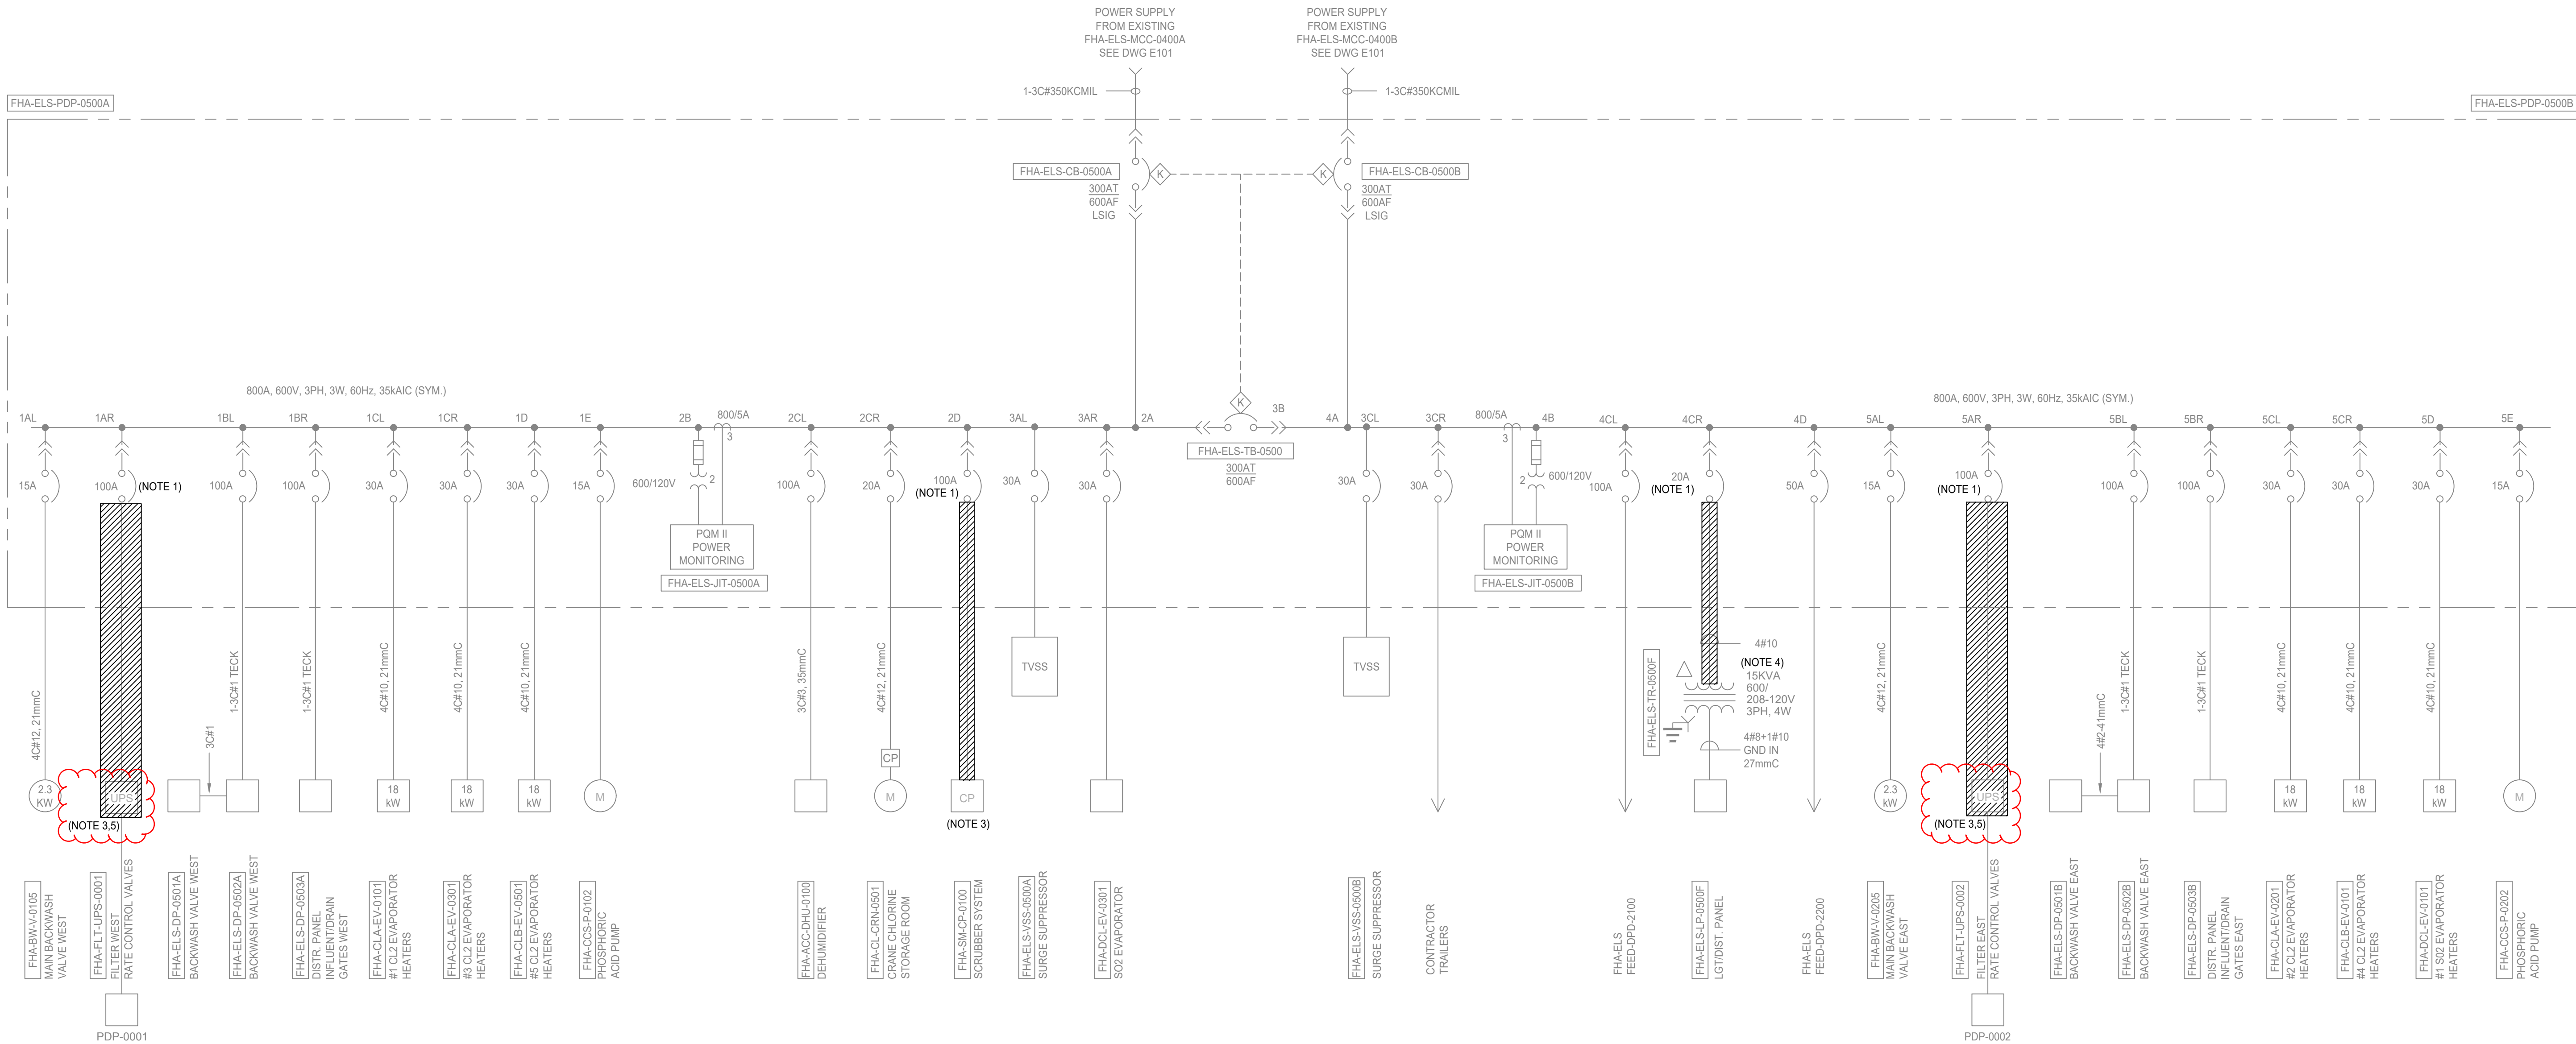 POWER SUPPLY
FROM EXISTING
FHA-ELS-MCC-0400A
SEE DWG E101
POWER SUPPLY
FROM EXISTING
FHA-ELS-MCC-0400B
SEE DWG E101
1-3C#350KCMIL
1-3C#350KCMIL
FHA-ELS-PDP-0500A
FHA-ELS-PDP-0500B
FHA-ELS-CB-0500A
K
K
FHA-ELS-CB-0500B
300AT
600AF
LSIG
300AT
600AF
LSIG
800A, 600V, 3PH, 3W, 60Hz, 35kAIC (SYM.)
800A, 600V, 3PH, 3W, 60Hz, 35kAIC (SYM.)
K
1AL
1AR
1BL
1BR
1CL
1CR
1D
1E
2B
800/5A
3
2CL
2CR
2D
3AL
3AR
2A
3B
4A
3CL
3CR
800/5A
3
4B
4CL
4CR
4D
5AL
5AR
5BL
5BR
5CL
5CR
5D
5E
FHA-ELS-TB-0500
300AT
600AF
15A
100A
(NOTE 1)
100A
100A
30A
30A
30A
15A
600/120V
2
100A
20A
100A
(NOTE 1)
30A
30A
30A
30A
2
600/120V
100A
20A
(NOTE 1)
50A
15A
100A
(NOTE 1)
100A
100A
30A
30A
30A
15A
PQM II
POWER
MONITORING
FHA-ELS-JIT-0500A
PQM II
POWER
MONITORING
FHA-ELS-JIT-0500B
4C#12, 21mmC
3C#1
1-3C#1 TECK
1-3C#1 TECK
4C#10, 21mmC
4C#10, 21mmC
4C#10, 21mmC
3C#3, 35mmC
4C#12, 21mmC
TVSS
TVSS
FHA-ELS-TR-0500F
4#10
(NOTE 4)
15KVA
600/
208-120V
3PH, 4W
4#8+1#10
GND IN
27mmC
4C#12, 21mmC
4#2-41mmC
1-3C#1 TECK
1-3C#1 TECK
4C#10, 21mmC
4C#10, 21mmC
4C#10, 21mmC
2.3
KW
UPS
(NOTE 3,5)
18
kW
18
kW
18
kW
M
CP
M
CP
(NOTE 3)
2.3
kW
UPS
(NOTE 3,5)
18
kW
18
kW
18
kW
M
FHA-BW-V-0105
MAIN BACKWASH
VALVE WEST
FHA-FLT-UPS-0001
FILTER WEST
RATE CONTROL VALVES
FHA-ELS-DP-0501A
BACKWASH VALVE WEST
FHA-ELS-DP-0502A
BACKWASH VALVE WEST
FHA-ELS-DP-0503A
DISTR. PANEL
INFLUENT/DRAIN
GATES WEST
FHA-CLA-EV-0101
#1 CL2 EVAPORATOR
HEATERS
FHA-CLA-EV-0301
#3 CL2 EVAPORATOR
HEATERS
FHA-CLB-EV-0501
#5 CL2 EVAPORATOR
HEATERS
FHA-CCS-P-0102
PHOSPHORIC
ACID PUMP
FHA-ACC-DHU-0100
DEHUMIDIFIER
FHA-CL-CRN-0501
CRANE CHLORINE
STORAGE ROOM
FHA-SM-CP-0100
SCRUBBER SYSTEM
FHA-ELS-VSS-0500A
SURGE SUPPRESSOR
FHA-DCL-EV-0301
SO2 EVAPORATOR
FHA-ELS-VSS-0500B
SURGE SUPPRESSOR
CONTRACTOR
TRAILERS
FHA-ELS
FEED-DPD-2100
FHA-ELS-LP-0500F
LGT/DIST. PANEL
FHA-ELS
FEED-DPD-2200
FHA-BW-V-0205
MAIN BACKWASH
VALVE EAST
FHA-FLT-UPS-0002
FILTER EAST
RATE CONTROL VALVES
FHA-ELS-DP-0501B
BACKWASH VALVE EAST
FHA-ELS-DP-0502B
BACKWASH VALVE EAST
FHA-ELS-DP-0503B
DISTR. PANEL
INFLUENT/DRAIN
GATES EAST
FHA-CLA-EV-0201
#2 CL2 EVAPORATOR
HEATERS
FHA-CLB-EV-0101
#4 CL2 EVAPORATOR
HEATERS
FHA-DCL-EV-0101
#1 S02 EVAPORATOR
HEATERS
FHA-CCS-P-0202
PHOSPHORIC
ACID PUMP
PDP-0001
PDP-0002